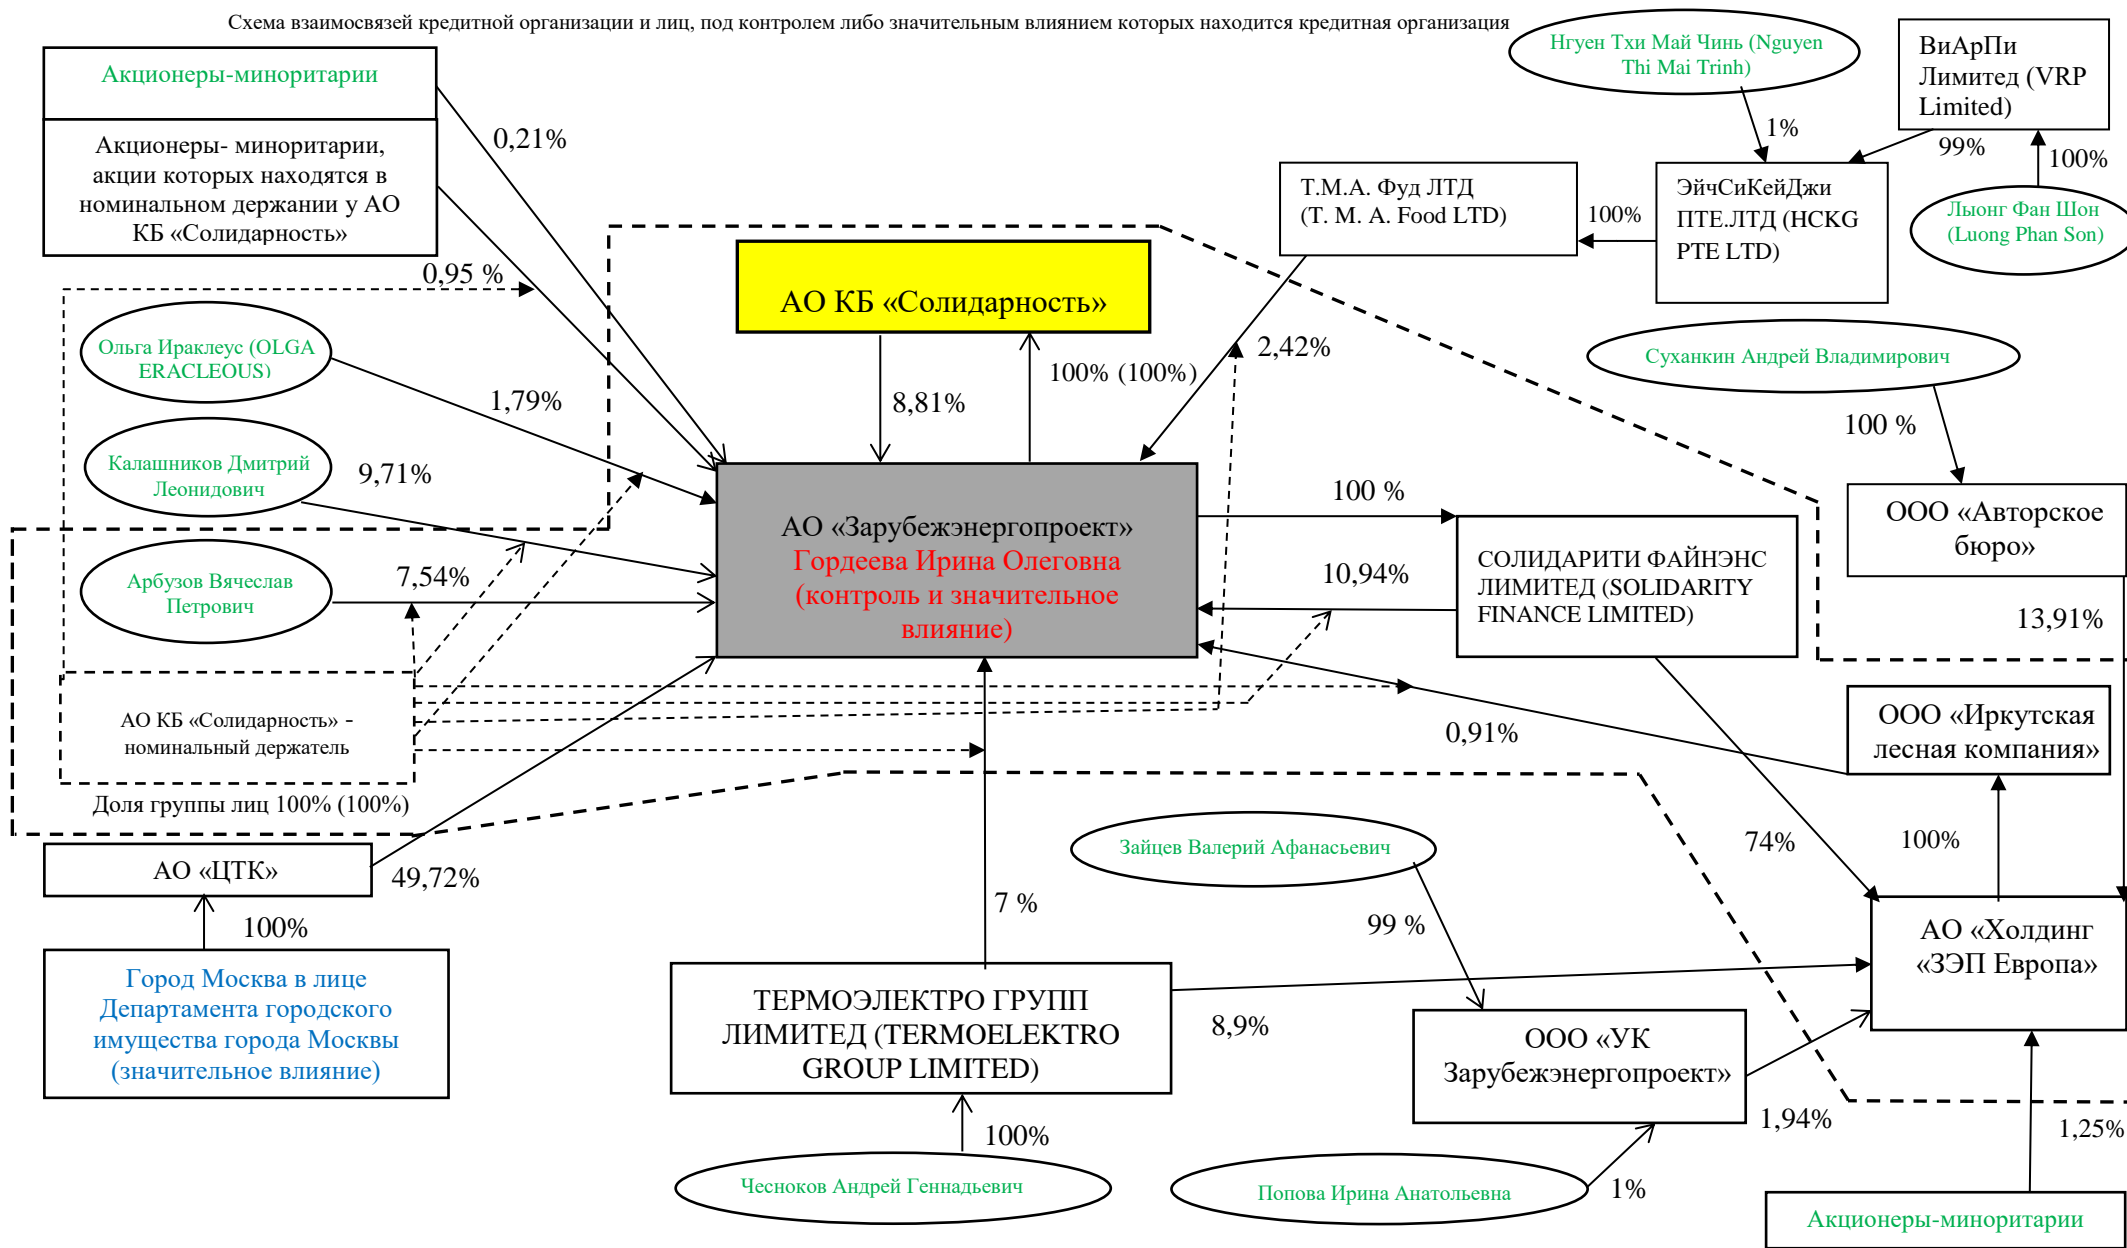 Схема взаимосвязей кредитной организации и лиц, под контролем либо значительным влиянием которых находится кредитная организация
Акционеры-миноритарии
Акционеры- миноритарии,
акции которых находятся в
номинальном держании у АО
КБ «Солидарность»
0,21%
0,95 %
Нгуен Тхи Май Чинь (Nguyen
Thi Mai Trinh)
ВиАрПи
Лимитед (VRP
Limited)
1%
99%
100%
Т.М.А. Фуд ЛТД
(T. M. A. Food LTD)
100%
ЭйчСиКейДжи
ПТЕ.ЛТД (HCKG
PTE LTD)
Лыонг Фан Шон
(Luong Phan Son)
АО КБ «Солидарность»
Ольга Ираклеус (OLGA
ERACLEOUS)
1,79%
8,81%
100% (100%)
2,42%
Суханкин Андрей Владимирович
100 %
Калашников Дмитрий
Леонидович
9,71%
АО «Зарубежэнергопроект»
Гордеева Ирина Олеговна
(контроль и значительное
влияние)
100 %
10,94%
СОЛИДАРИТИ ФАЙНЭНС
ЛИМИТЕД (SOLIDARITY
FINANCE LIMITED)
ООО «Авторское
бюро»
13,91%
Арбузов Вячеслав
Петрович
7,54%
АО КБ «Солидарность» -
номинальный держатель
Доля группы лиц 100% (100%)
0,91%
ООО «Иркутская
лесная компания»
74%
100%
АО «ЦТК»
49,72%
100%
Город Москва в лице
Департамента городского
имущества города Москвы
(значительное влияние)
7 %
Зайцев Валерий Афанасьевич
99 %
АО «Холдинг
«ЗЭП Европа»
ТЕРМОЭЛЕКТРО ГРУПП
ЛИМИТЕД (TERMOELEKTRO
GROUP LIMITED)
8,9%
ООО «УК
Зарубежэнергопроект»
1,94%
1,25%
100%
Чесноков Андрей Геннадьевич
Попова Ирина Анатольевна
1%
Акционеры-миноритарии